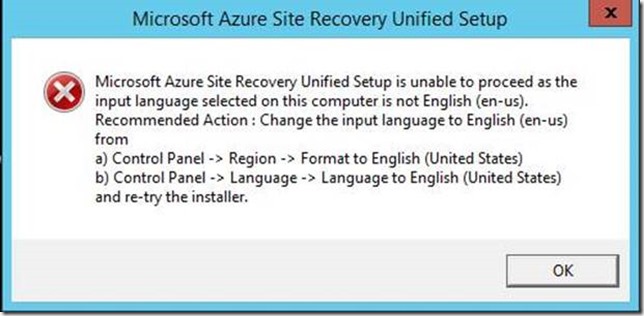 Microsoft Azure Site Recovery Unified Setup
x
Microsoft Azure Site Recovery Unified Setup is unable to proceed as the
input language selected on this computer is not English (en-us).
Recommended Action : Change the input language to English (en-us)
from
a) Control Panel -> Region -> Format to English (United States)
b) Control Panel -> Language -> Language to English (United States)
and re-try the installer.
OK